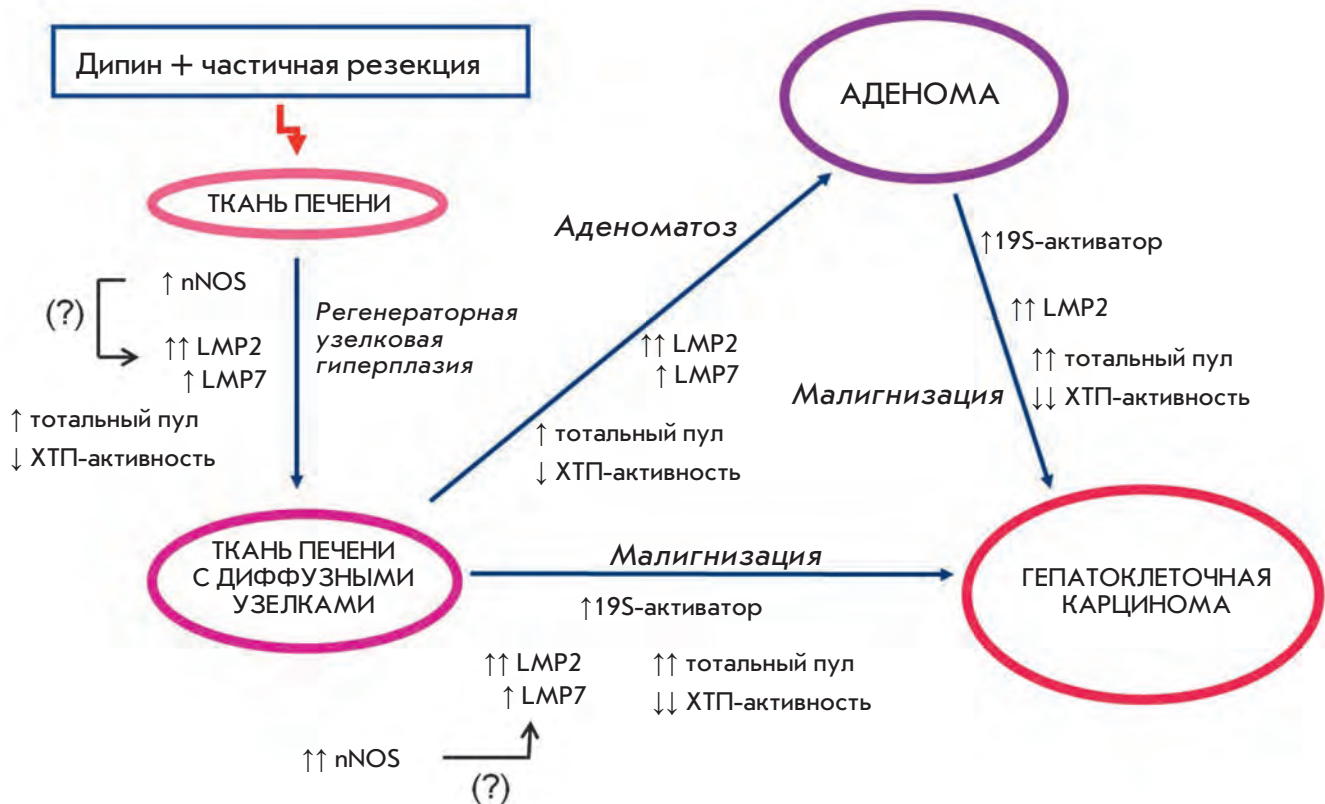 Дипин + частичная резекция
АДЕНОМА
ТКАНЬ ПЕЧЕНИ
Аденоматоз
↑19S-активатор
↑ nNOS
(?)
↑↑ LMP2
↑ LMP7
Регенераторная
узелковая
гиперплазия
↑ тотальный пул
↓ ХТП-активность
↑↑ LMP2
↑ LMP7
↑ тотальный пул
↓ ХТП-активность
↑↑ LMP2
↑↑ тотальный пул
Малигнизация
↓↓ ХТП-активность
ТКАНЬ ПЕЧЕНИ
С ДИФФУЗНЫМИ
УЗЕЛКАМИ
Малигнизация
↑19S-активатор
ГЕПАТОКЛЕТОЧНАЯ
КАРЦИНОМА
↑↑ LMP2
↑ LMP7
↑↑ тотальный пул
↓↓ ХТП-активность
↑↑ nNOS
(?)